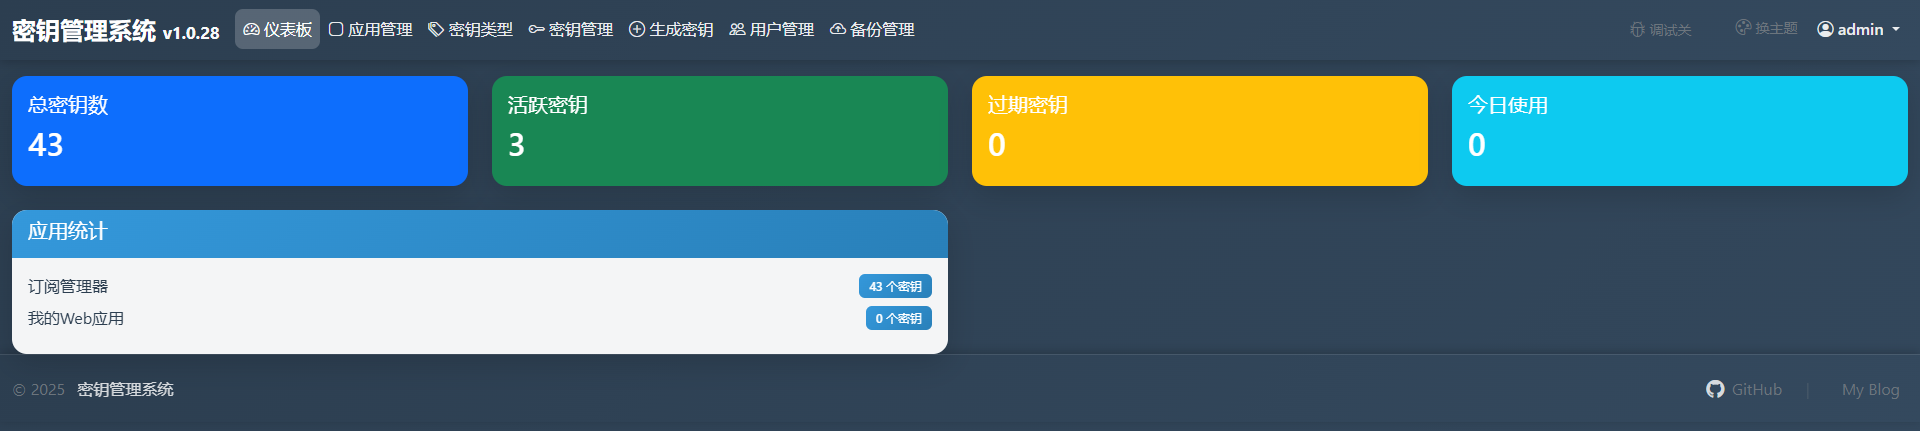 密钥管理系统 v1.0.28 仪表板 应用管理 密钥类型 密钥管理 生成密钥 用户管理 备份管理 调试关 换主题 admin
总密钥数 活跃密钥 过期密钥 今日使用
43 3 0 0
应用统计
订阅管理器 43 个密钥
我的Web应用 0 个密钥
© 2025 密钥管理系统 GitHub | My Blog